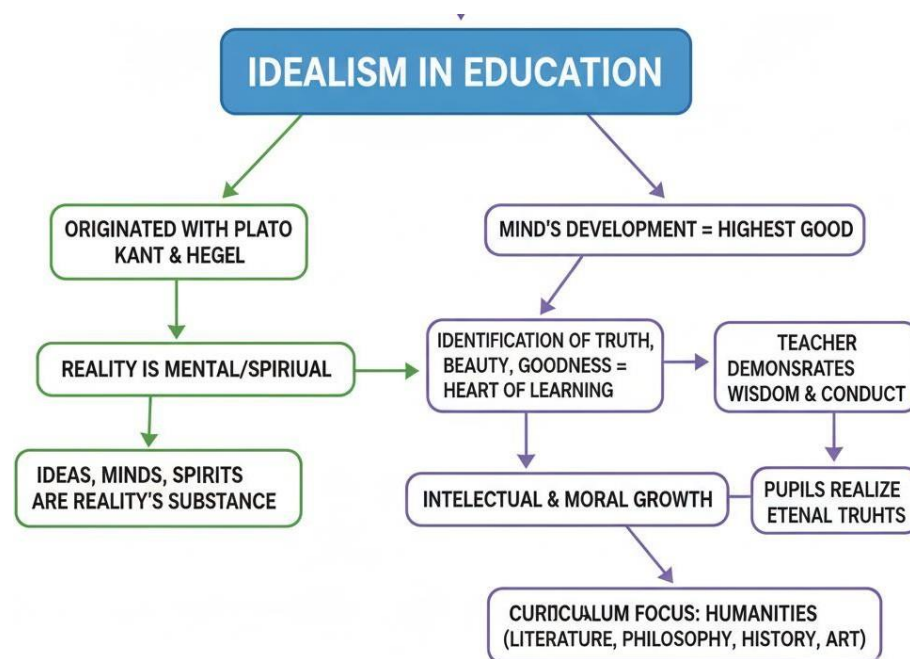 IDEALISM IN EDUCATION
ORIGINATED WITH PLATO
KANT & HEGEL
MIND'S DEVELOPMENT = HIGHEST GOOD
REALITY IS MENTAL/SPIRIUAL
IDENTIFICATION OF TRUTH,
BEAUTY, GOODNESS =
HEART OF LEARNING
TEACHER
DEMONSRATES
WISDOM & CONDUCT
IDEAS, MINDS, SPIRITS
ARE REALITY'S SUBSTANCE
INTELECTUAL & MORAL GROWTH
PUPILS REALIZE
ETENAL TRUHTS
CURICULUM FOCUS: HUMANITIES
(LITERATURE, PHILOSOPHY, HISTORY, ART)